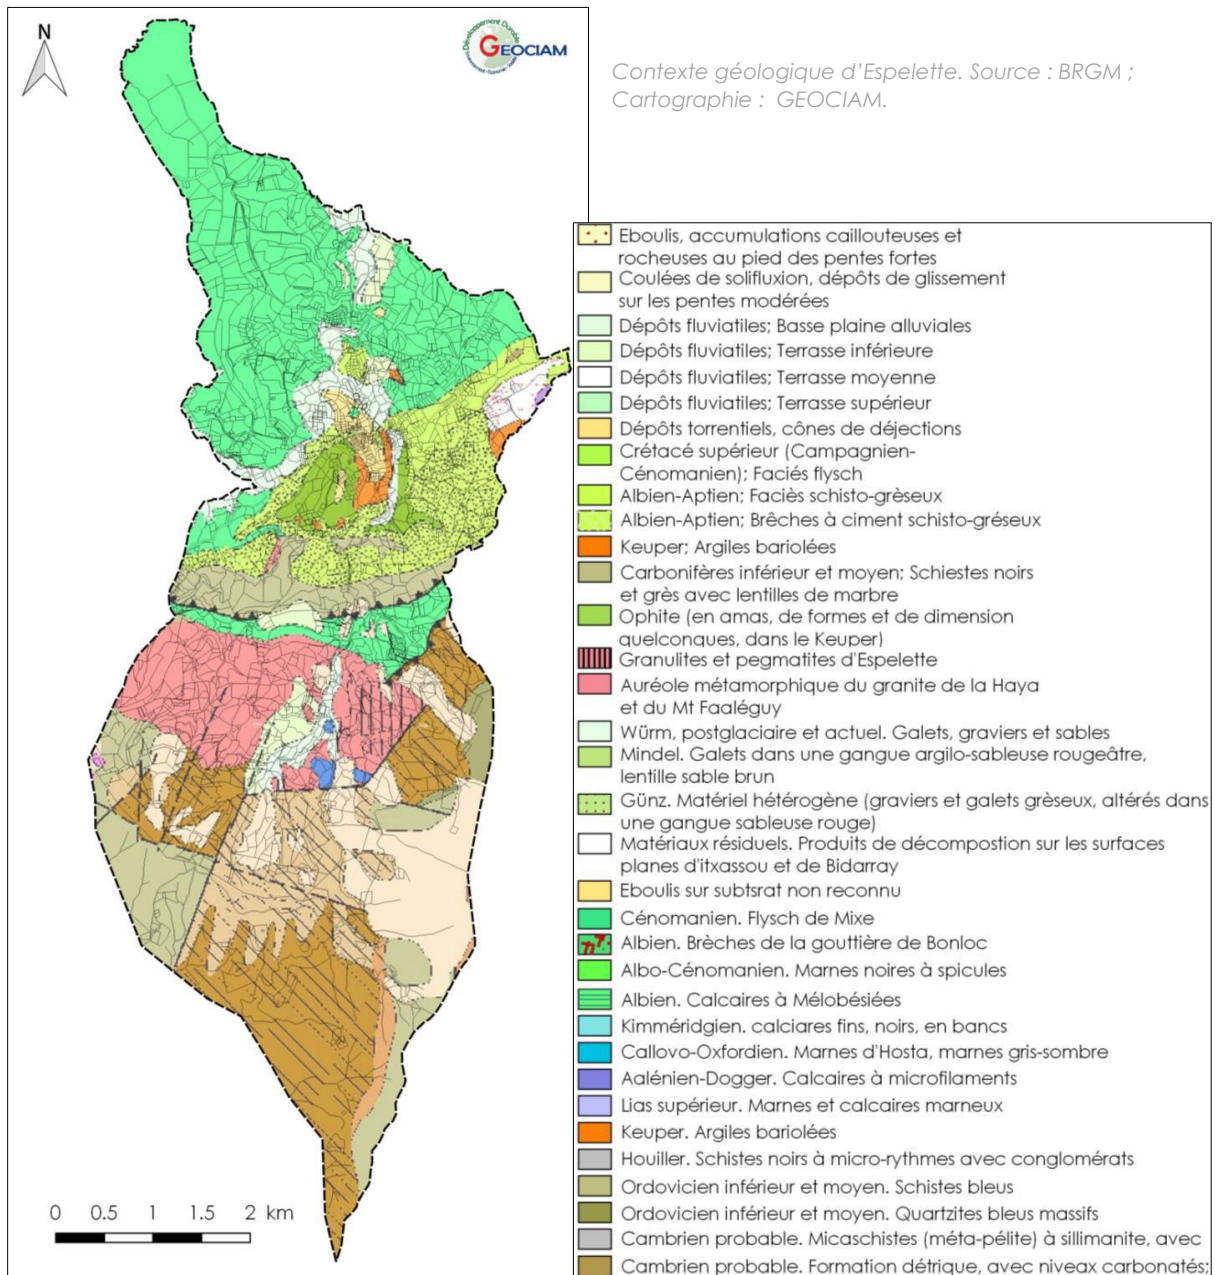 N
Développement Durable
GEOCIAM
Contexte géologique d'Espelette. Source : BRGM ;
Cartographie : GEOCIAM.
Eboulis, accumulations caillouteuses et
rocheuses au pied des pentes fortes
Coulées de solifluxion, dépôts de glissement
sur les pentes modérées
Dépôts fluviatiles; Basse plaine alluviales
Dépôts fluviatiles; Terrasse inférieure
Dépôts fluviatiles; Terrasse moyenne
Dépôts fluviatiles; Terrasse supérieur
Dépôts torrentiels, cônes de déjections
Crétacé supérieur (Campagnien-
Cénomanien); Faciés flysch
Albien-Aptien; Faciès schisto-grèseux
Albien-Aptien; Brêches à ciment schisto-gréseux
Keuper; Argiles bariolées
Carbonifères inférieur et moyen; Schiestes noirs
et grès avec lentilles de marbre
Ophite (en amas, de formes et de dimension
quelconques, dans le Keuper)
Granulites et pegmatites d'Espelette
Auréole métamorphique du granite de la Haya
et du Mt Faaléguy
Würm, postglaciaire et actuel. Galets, graviers et sables
Mindel. Galets dans une gangue argilo-sableuse rougeâtre,
lentille sable brun
Günz. Matériel hétérogène (graviers et galets grèseux, altérés dans
une gangue sableuse rouge)
Matériaux résiduels. Produits de décompostion sur les surfaces
planes d'itxassou et de Bidarray
Eboulis sur subtsrat non reconnu
Cénomanien. Flysch de Mixe
Albien. Brèches de la gouttière de Bonloc
Albo-Cénomanien. Marnes noires à spicules
Albien. Calcaires à Mélobésiées
Kimméridgien. calciares fins, noirs, en bancs
Callovo-Oxfordien. Marnes d'Hosta, marnes gris-sombre
Aalénien-Dogger. Calcaires à microfilaments
Lias supérieur. Marnes et calcaires marneux
Keuper. Argiles bariolées
Houiller. Schistes noirs à micro-rythmes avec conglomérats
Ordovicien inférieur et moyen. Schistes bleus
Ordovicien inférieur et moyen. Quartzites bleus massifs
Cambrien probable. Micaschistes (méta-pélite) à sillimanite, avec
Cambrien probable. Formation détrique, avec niveax carbonatés;
0 0.5 1 1.5 2 km